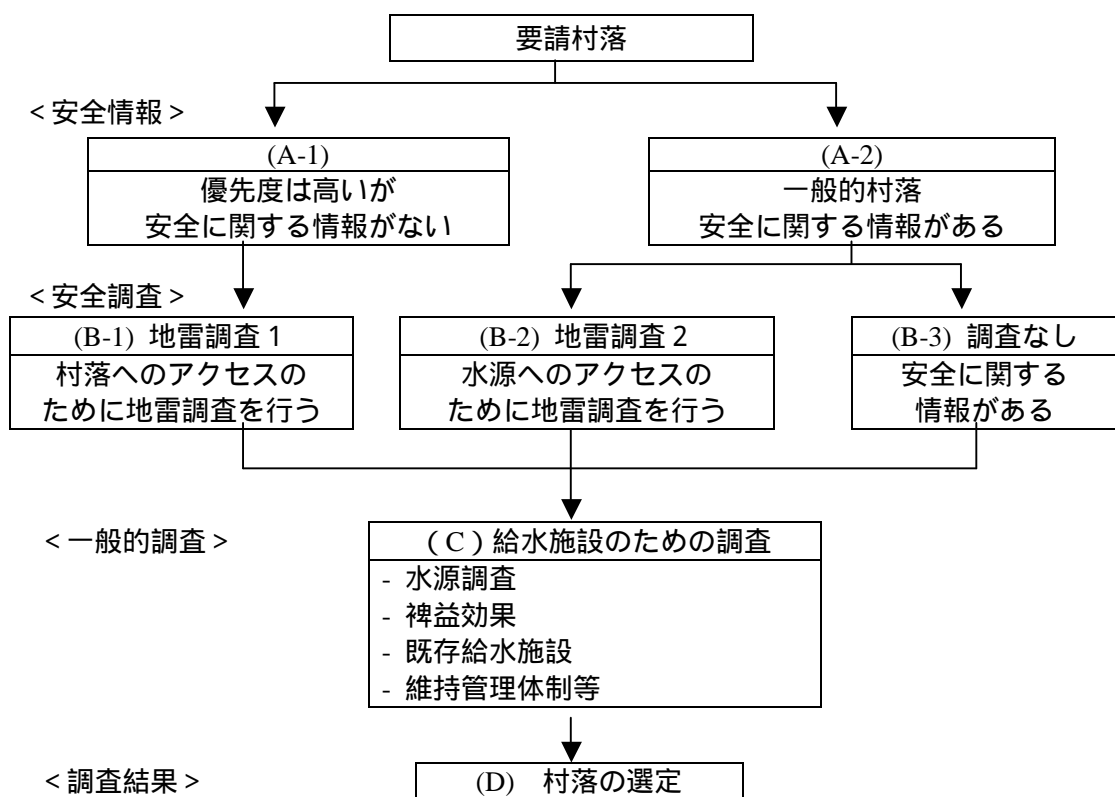 要請村落
<安全情報>
(A-1)
優先度は高いが
安全に関する情報がない
(A-2)
一般的村落
安全に関する情報がある
<安全調査>
(B-1) 地雷調査1
村落へのアクセスの
ために地雷調査を行う
(B-2) 地雷調査2
水源へのアクセスの
ために地雷調査を行う
(B-3) 調査なし
安全に関する
情報がある
<一般的調査>
(C)給水施設のための調査
- 水源調査
- 裨益効果
- 既存給水施設
- 維持管理体制等
<調査結果>
(D) 村落の選定